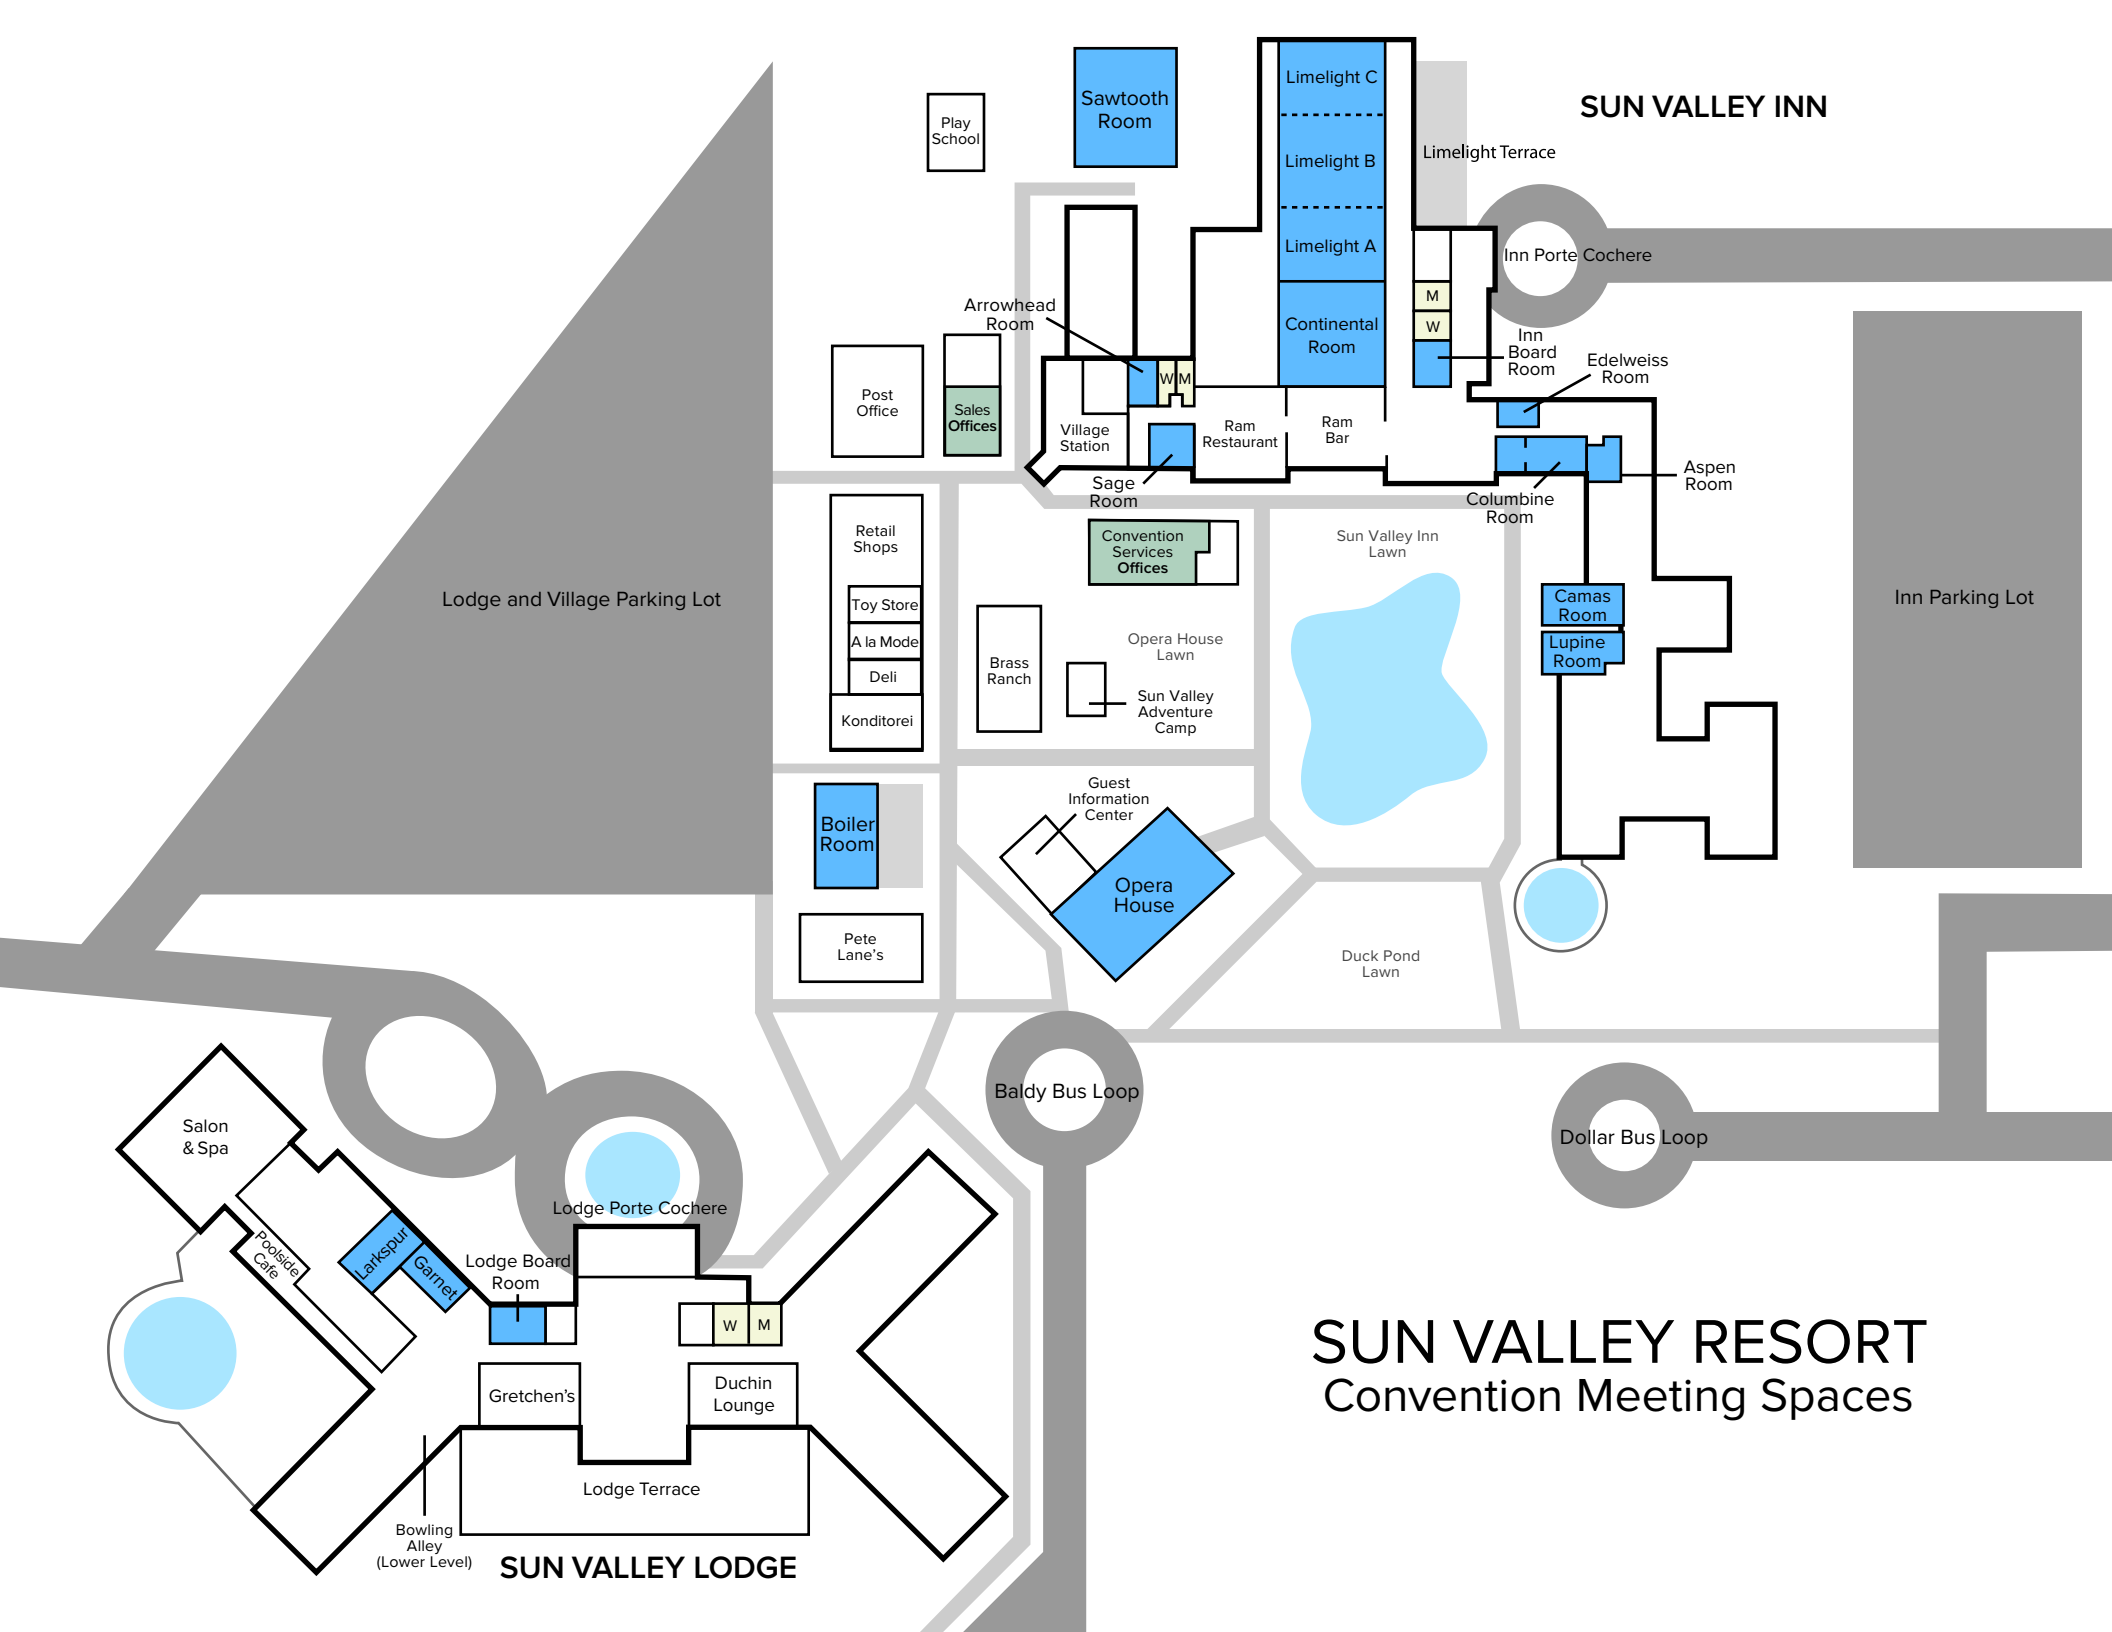 Limelight C
Sawtooth
Room
SUN VALLEY INN
Play
School
Limelight B
Limelight Terrace
Limelight A
Inn Porte Cochere
M
W
Arrowhead
Room
Continental
Room
Inn
Board
Room
Edelweiss
Room
W
M
Post
Office
Sales
Offices
Village
Station
Ram
Restaurant
Ram
Bar
Sage
Room
Columbine
Room
Aspen
Room
Retail
Shops
Convention
Services
Offices
Sun Valley Inn
Lawn
Lodge and Village Parking Lot
Inn Parking Lot
Toy Store
A la Mode
Deli
Konditorei
Brass
Ranch
Opera House
Lawn
Sun Valley
Adventure
Camp
Camas
Room
Lupine
Room
Guest
Information
Center
Boiler
Room
Opera
House
Pete
Lane's
Duck Pond
Lawn
Baldy Bus Loop
Dollar Bus Loop
Salon
& Spa
Lodge Porte Cochere
Poolside
Cafe
Larkspur
Garnet
Lodge Board
Room
W
M
Gretchen's
Duchin
Lounge
Lodge Terrace
Bowling
Alley
(Lower Level)
SUN VALLEY LODGE
SUN VALLEY RESORT
Convention Meeting Spaces